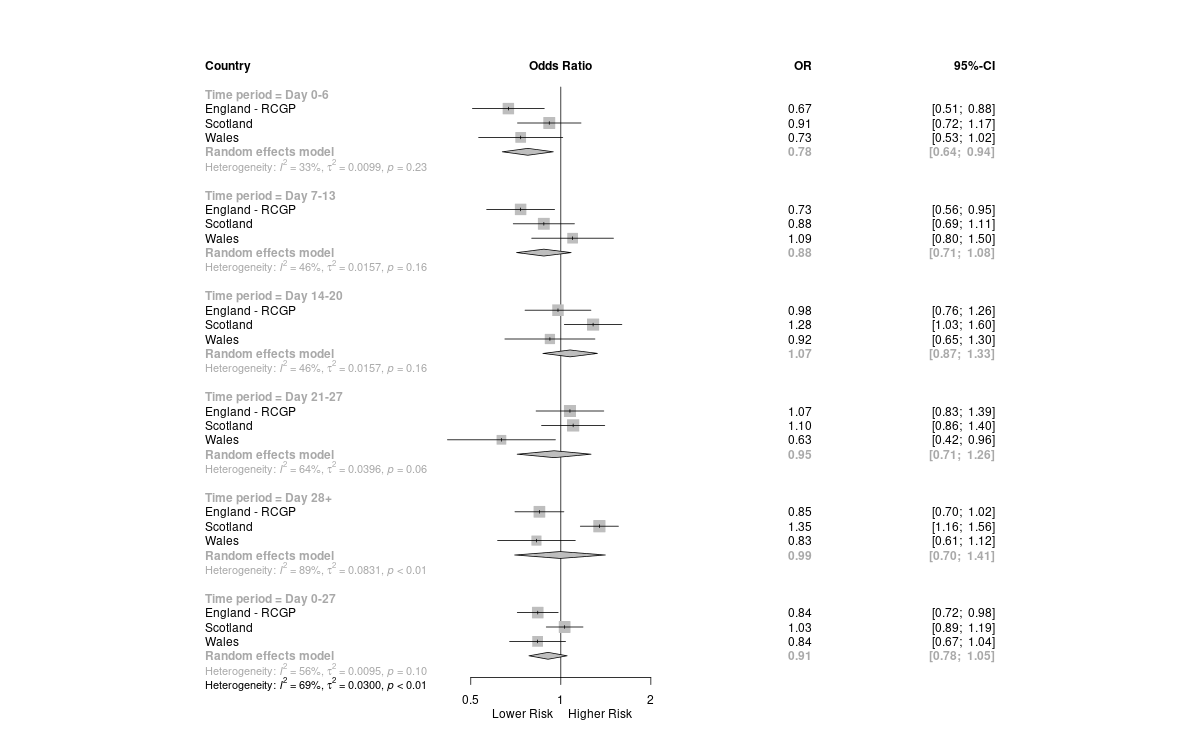 Country Odds Ratio OR 95%-CI
Time period = Day 0-6
England - RCGP 0.67 [0.51; 0.88]
Scotland 0.91 [0.72; 1.17]
Wales 0.73 [0.53; 1.02]
Random effects model 0.78 [0.64; 0.94]
Heterogeneity: I² = 33%, τ² = 0.0099, p = 0.23
Time period = Day 7-13
England - RCGP 0.73 [0.56; 0.95]
Scotland 0.88 [0.69; 1.11]
Wales 1.09 [0.80; 1.50]
Random effects model 0.88 [0.71; 1.08]
Heterogeneity: I² = 46%, τ² = 0.0157, p = 0.16
Time period = Day 14-20
England - RCGP 0.98 [0.76; 1.26]
Scotland 1.28 [1.03; 1.60]
Wales 0.92 [0.65; 1.30]
Random effects model 1.07 [0.87; 1.33]
Heterogeneity: I² = 46%, τ² = 0.0157, p = 0.16
Time period = Day 21-27
England - RCGP 1.07 [0.83; 1.39]
Scotland 1.10 [0.86; 1.40]
Wales 0.63 [0.42; 0.96]
Random effects model 0.95 [0.71; 1.26]
Heterogeneity: I² = 64%, τ² = 0.0396, p = 0.06
Time period = Day 28+
England - RCGP 0.85 [0.70; 1.02]
Scotland 1.35 [1.16; 1.56]
Wales 0.83 [0.61; 1.12]
Random effects model 0.99 [0.70; 1.41]
Heterogeneity: I² = 89%, τ² = 0.0831, p < 0.01
Time period = Day 0-27
England - RCGP 0.84 [0.72; 0.98]
Scotland 1.03 [0.89; 1.19]
Wales 0.84 [0.67; 1.04]
Random effects model 0.91 [0.78; 1.05]
Heterogeneity: I² = 56%, τ² = 0.0095, p = 0.10
Heterogeneity: I² = 69%, τ² = 0.0300, p < 0.01
0.5 1 2
Lower Risk Higher Risk